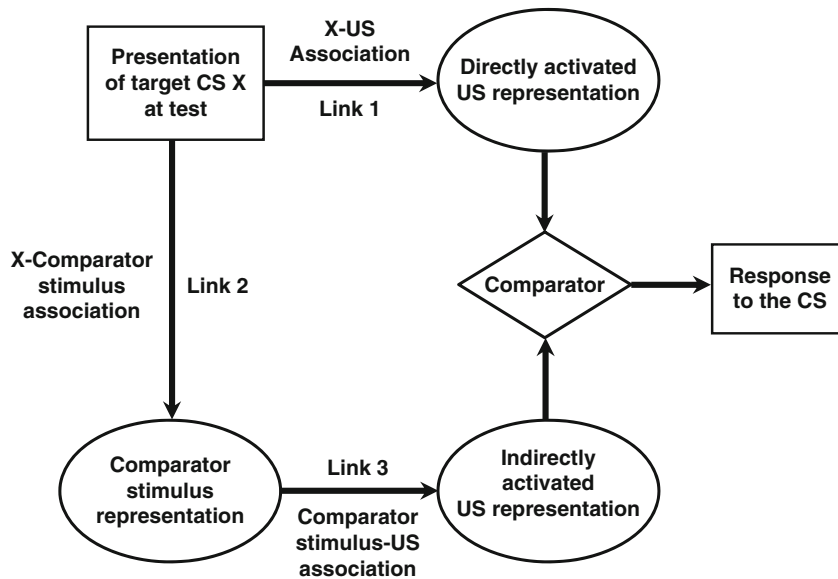 Presentation
of target CS X
at test
X-US
Association
Link 1
Directly activated
US representation
X-Comparator
stimulus
association
Link 2
Comparator
Response
to the CS
Comparator
stimulus
representation
Link 3
Comparator
stimulus-US
association
Indirectly
activated
US representation